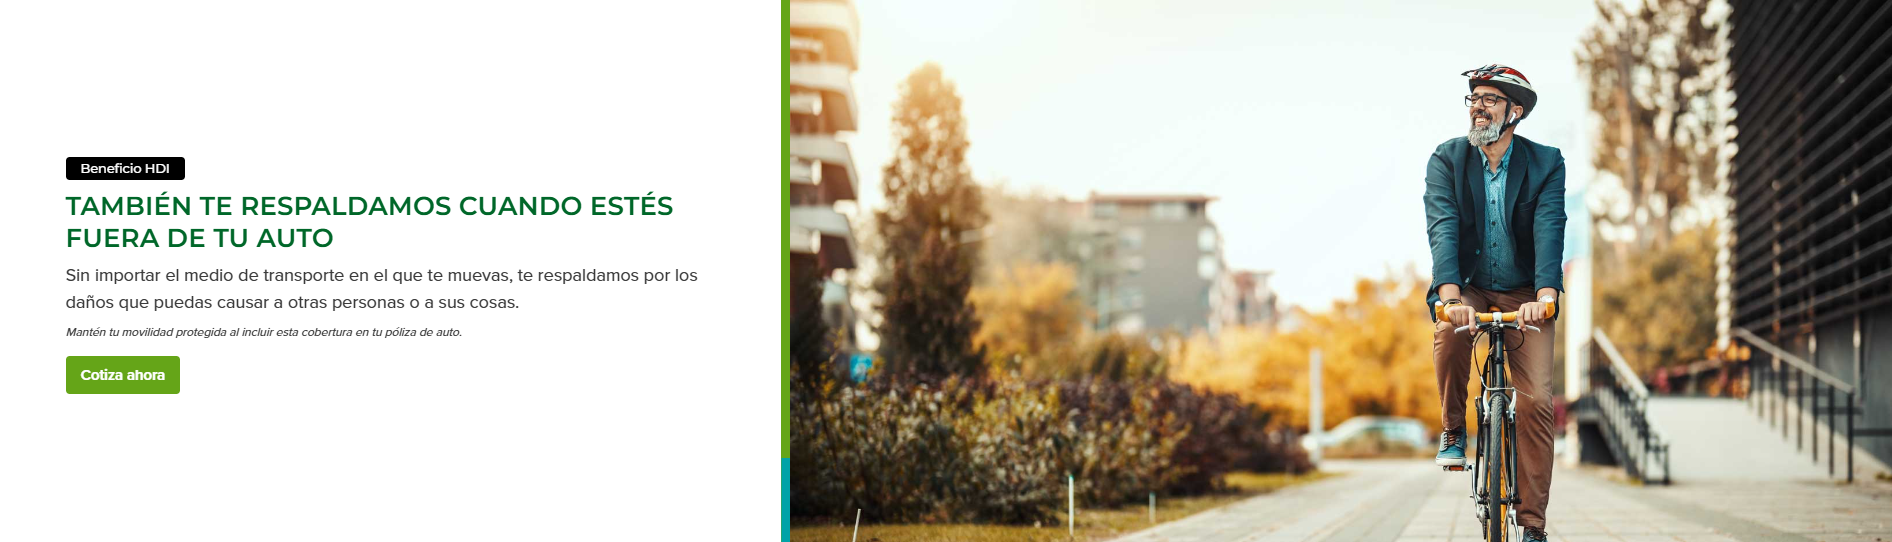 Beneficio HDI
TAMBIÉN TE RESPALDAMOS CUANDO ESTÉS
FUERA DE TU AUTO
Sin importar el medio de transporte en el que te muevas, te respaldamos por los
daños que puedas causar a otras personas o a sus cosas.
Mantén tu movilidad protegida al incluir esta cobertura en tu póliza de auto.
Cotiza ahora